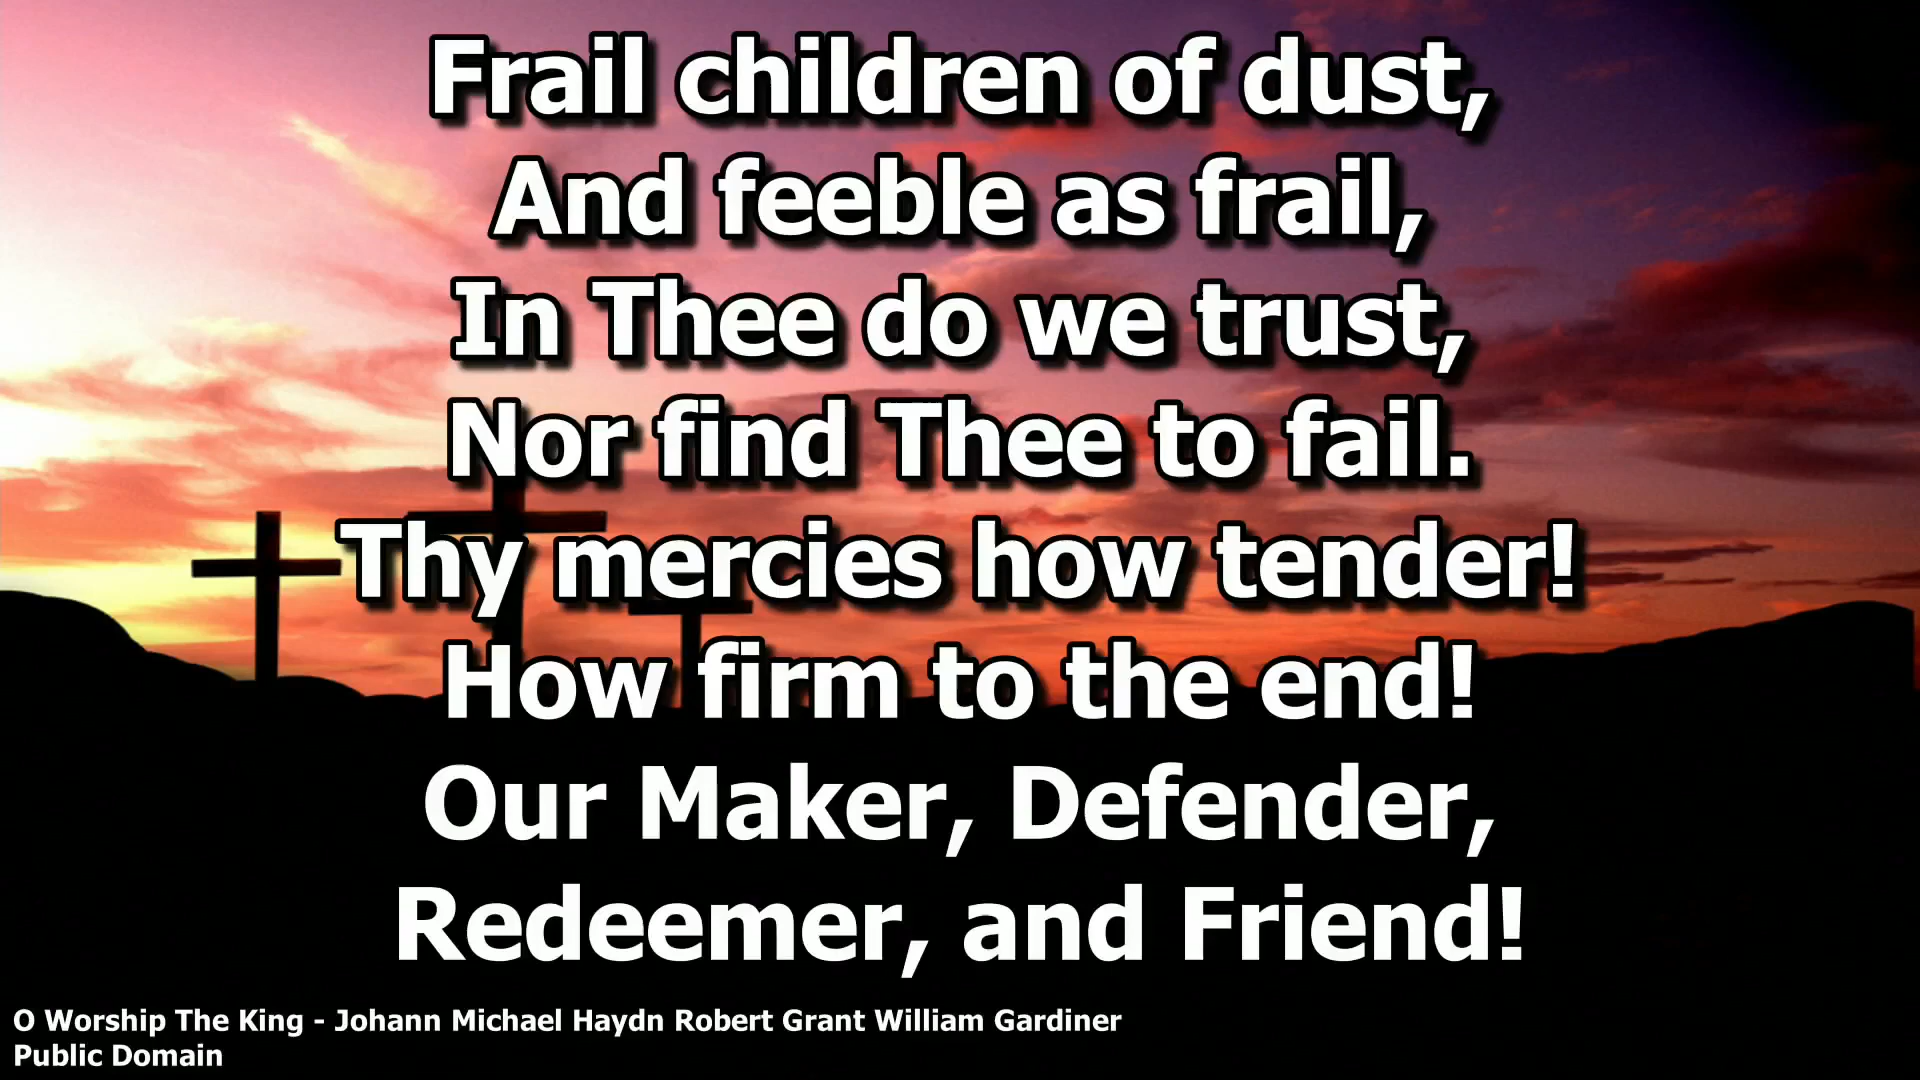 Frail children of dust,
And feeble as frail,
In Thee do we trust,
Nor find Thee to fail.
Thy mercies how tender!
How firm to the end!
Our Maker, Defender,
Redeemer, and Friend!
O Worship The King - Johann Michael Haydn Robert Grant William Gardiner
Public Domain